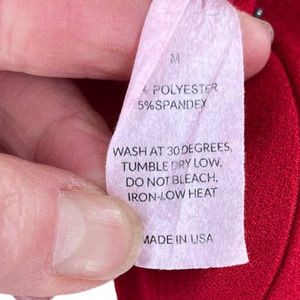 M
% POLYESTER
5%SPANDEX
WASH AT 30 DEGREES,
TUMBLE DRY LOW,
DO NOT BLEACH,
IRON-LOW HEAT
MADE IN USA